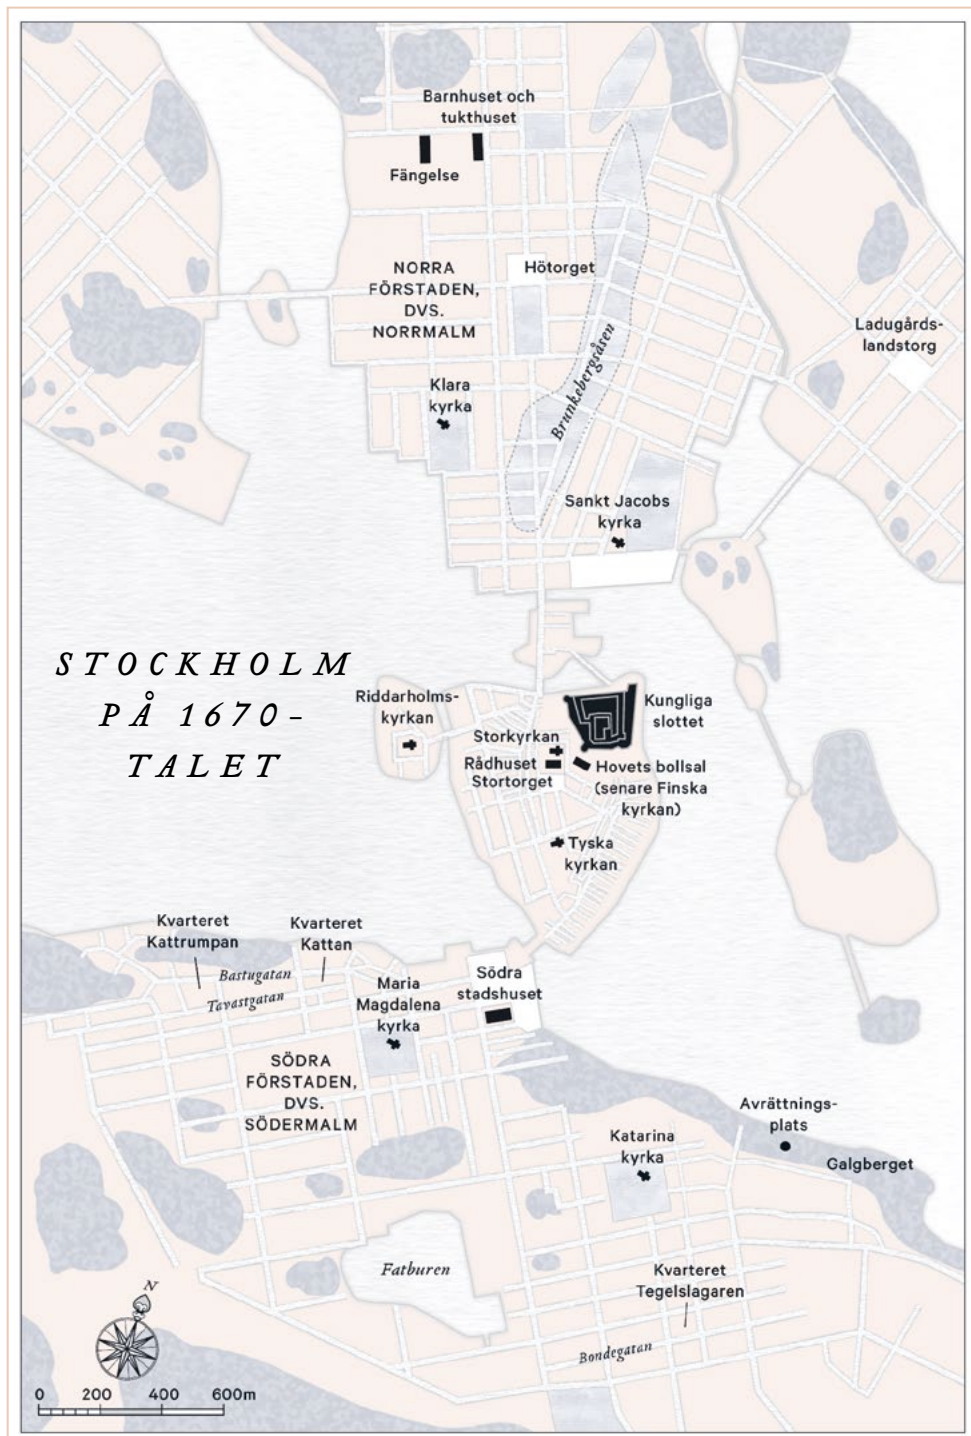 Barnhuset och
tukthuset
Fängelse
NORRA
FÖRSTADEN,
DVS.
NORRMALM
Hötorget
Brunkebergsåsen
Ladugårds-
landstorg
Klara
kyrka
Sankt Jacobs
kyrka
STOCKHOLM
PÅ 1670-
TALET
Riddarholms-
kyrkan
Kungliga
slottet
Storkyrkan
Rådhuset
Stortorget
Hovets bollsal
(senare Finska
kyrkan)
Tyska
kyrkan
Kvarteret
Kattrumpan
Kvarteret
Kattan
Bastugatan
Tavastgatan
Maria
Magdalena
kyrka
Södra
stadshuset
SÖDRA
FÖRSTADEN,
DVS.
SÖDERMALM
Avrättnings-
plats
Galgberget
Katarina
kyrka
Fatburen
Kvarteret
Tegelslagaren
Bondegatan
N
0 200 400 600m